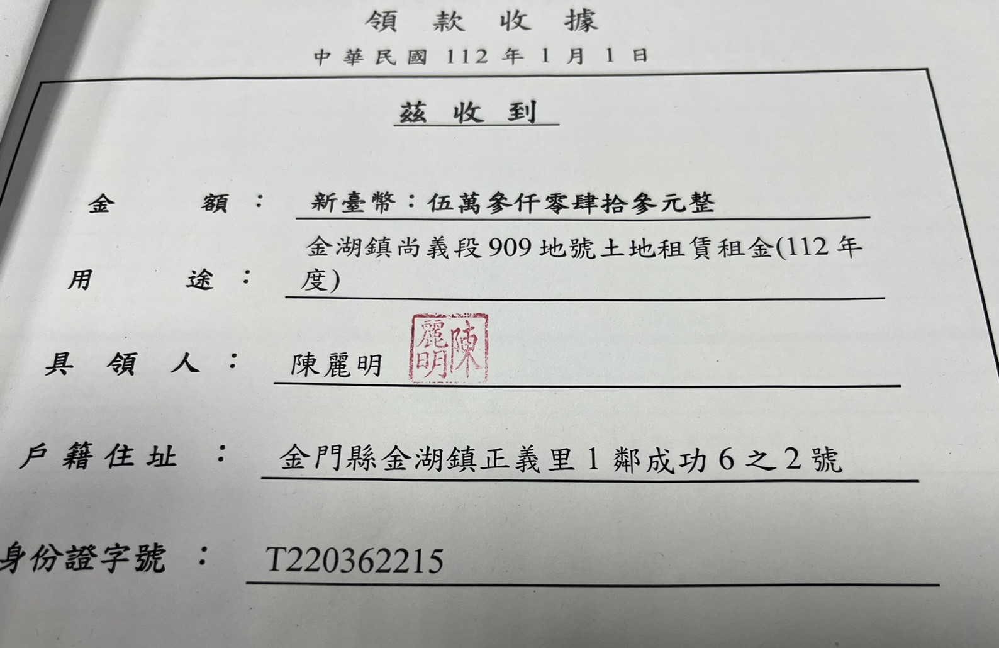 領款收據
中華民國112年1月1日
茲收到
金額：新臺幣：伍萬參仟零肆拾參元整
用途：金湖鎮尚義段909地號土地租賃租金(112年
度)
具領人：陳麗明 陳麗明
戶籍住址：金門縣金湖鎮正義里1鄰成功6之2號
身份證字號：T220362215